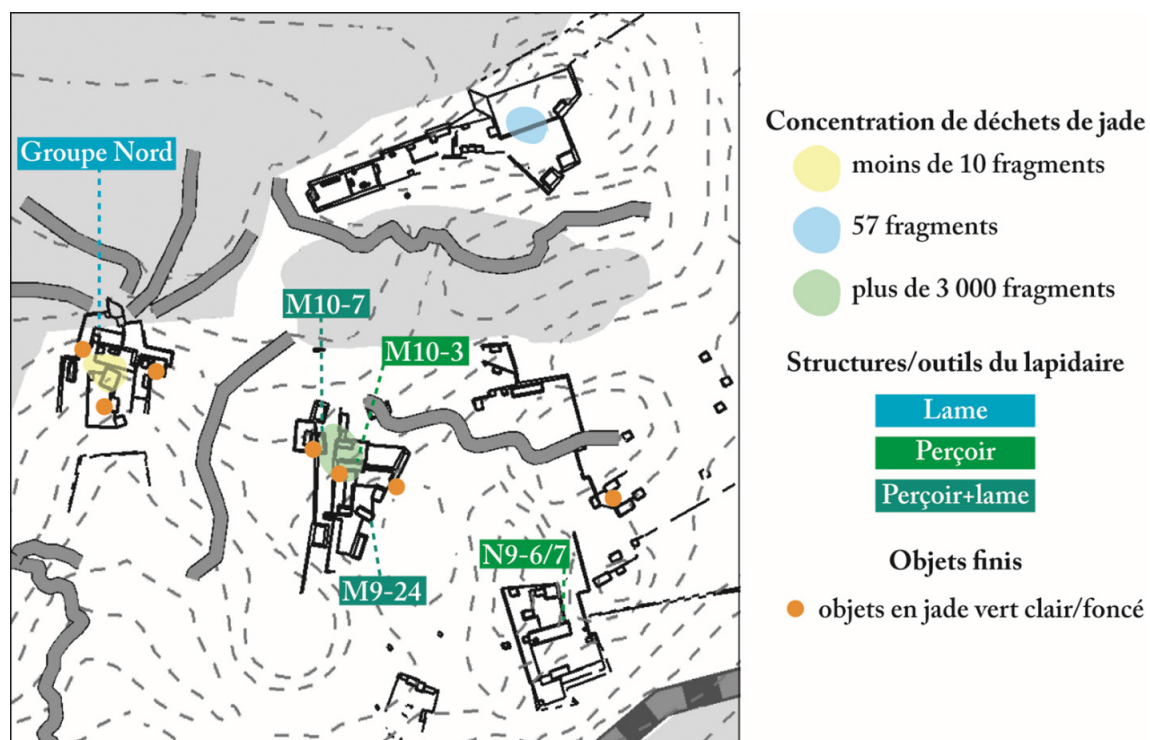 Groupe Nord
M10-7
M10-3
N9-6/7
M9-24
Concentration de déchets de jade
moins de 10 fragments
57 fragments
plus de 3 000 fragments
Structures/outils du lapidaire
Lame
Perçoir
Perçoir+lame
Objets finis
objets en jade vert clair/foncé